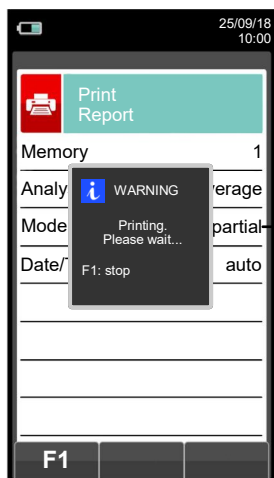 25/09/18
10:00
Print
Report
Memory 1
Analy verage
Mode partial
Date/ auto
i WARNING
Printing.
Please wait...
F1: stop
F1